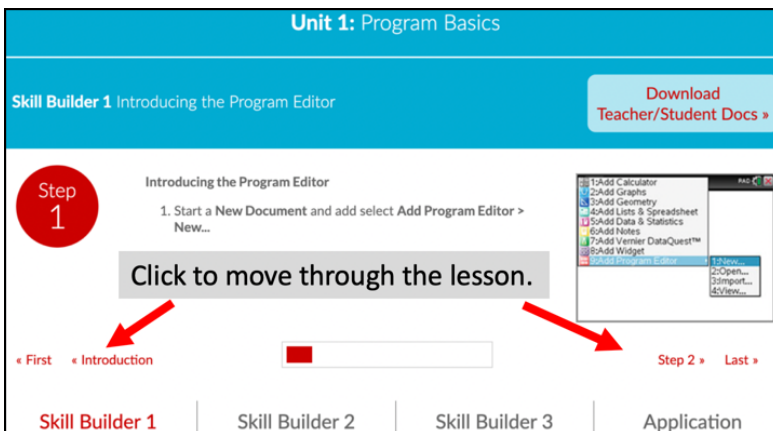 Unit 1: Program Basics
Skill Builder 1 Introducing the Program Editor
Download
Teacher/Student Docs »
Step
1
Introducing the Program Editor
1. Start a New Document and add select Add Program Editor >
New...
1:Add Calculator
2:Add Graphs
3:Add Geometry
4:Add Lists & Spreadsheet
5:Add Data & Statistics
6:Add Notes
7:Add Vernier DataQuest™
8:Add Widget
9:Add Program Editor
RAD
1:New...
2:Open...
3:Import...
4:View...
Click to move through the lesson.
« First « Introduction
Step 2 » Last »
Skill Builder 1
Skill Builder 2
Skill Builder 3
Application